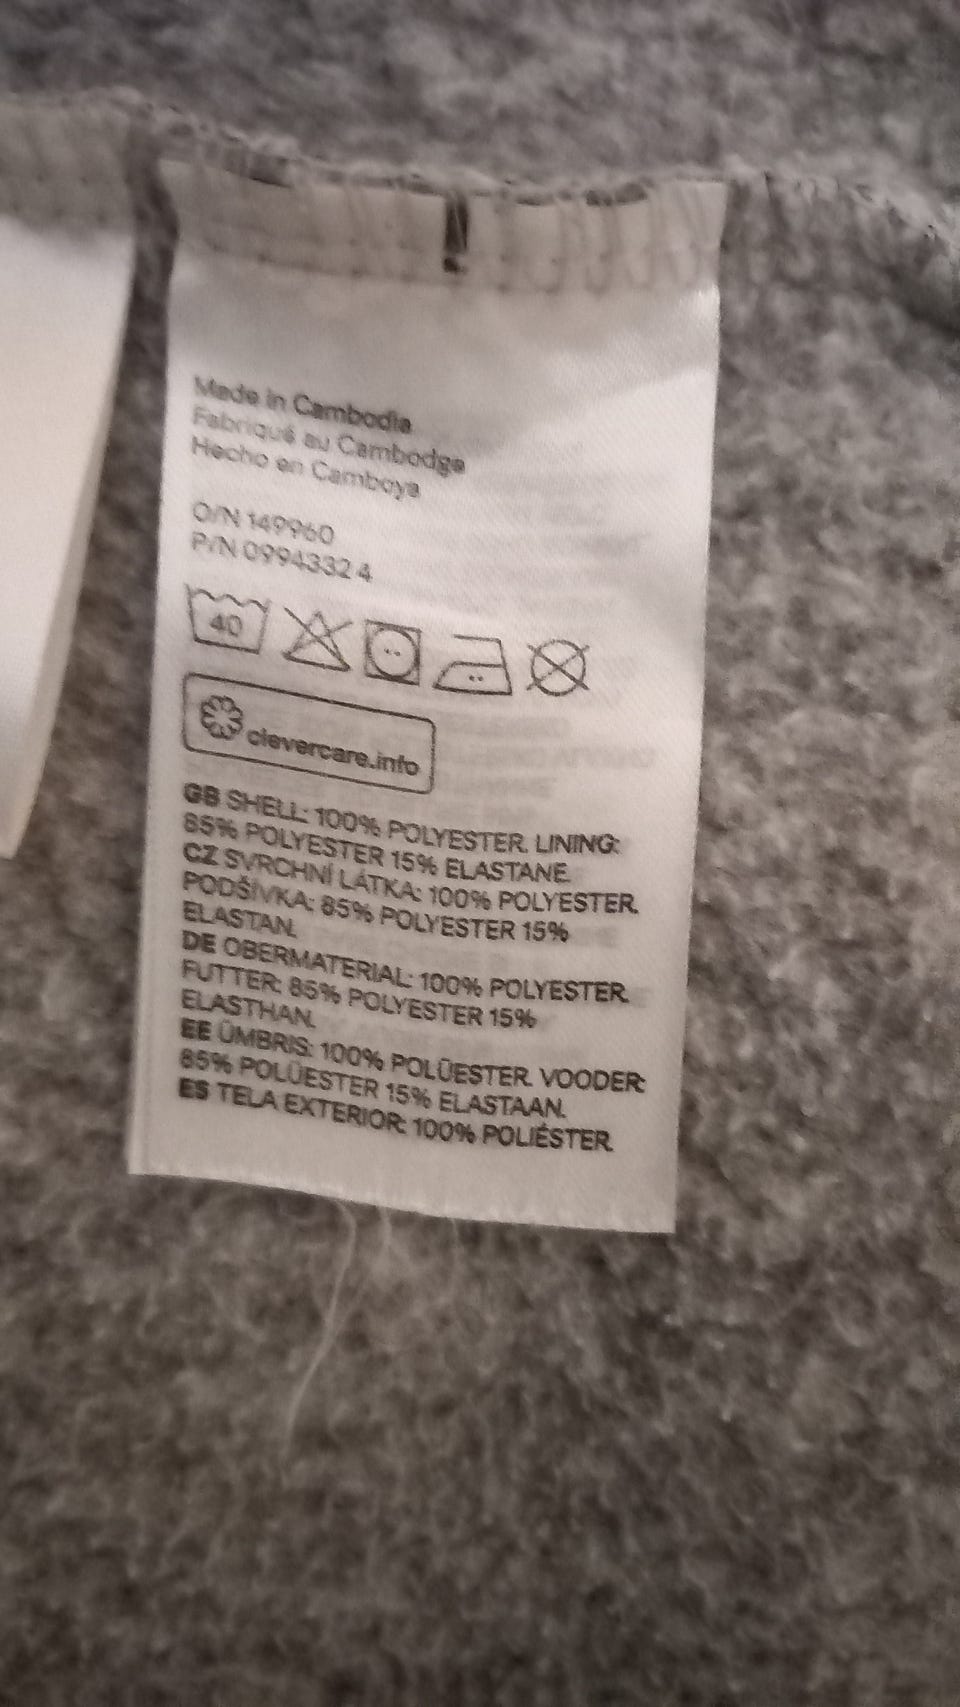 Made in Cambodia
Fabriqué au Cambodge
Hecho en Camboya
O/N 149960
P/N 0994332 4
40
clevercare.info
GB SHELL: 100% POLYESTER. LINING:
85% POLYESTER 15% ELASTANE.
CZ SVRCHNÍ LÁTKA: 100% POLYESTER.
PODŠÍVKA: 85% POLYESTER 15%
ELASTAN.
DE OBERMATERIAL: 100% POLYESTER.
FUTTER: 85% POLYESTER 15%
ELASTHAN.
EE ÜMBRIS: 100% POLÜESTER. VOODER:
85% POLÜESTER 15% ELASTAAN.
ES TELA EXTERIOR: 100% POLIÉSTER.